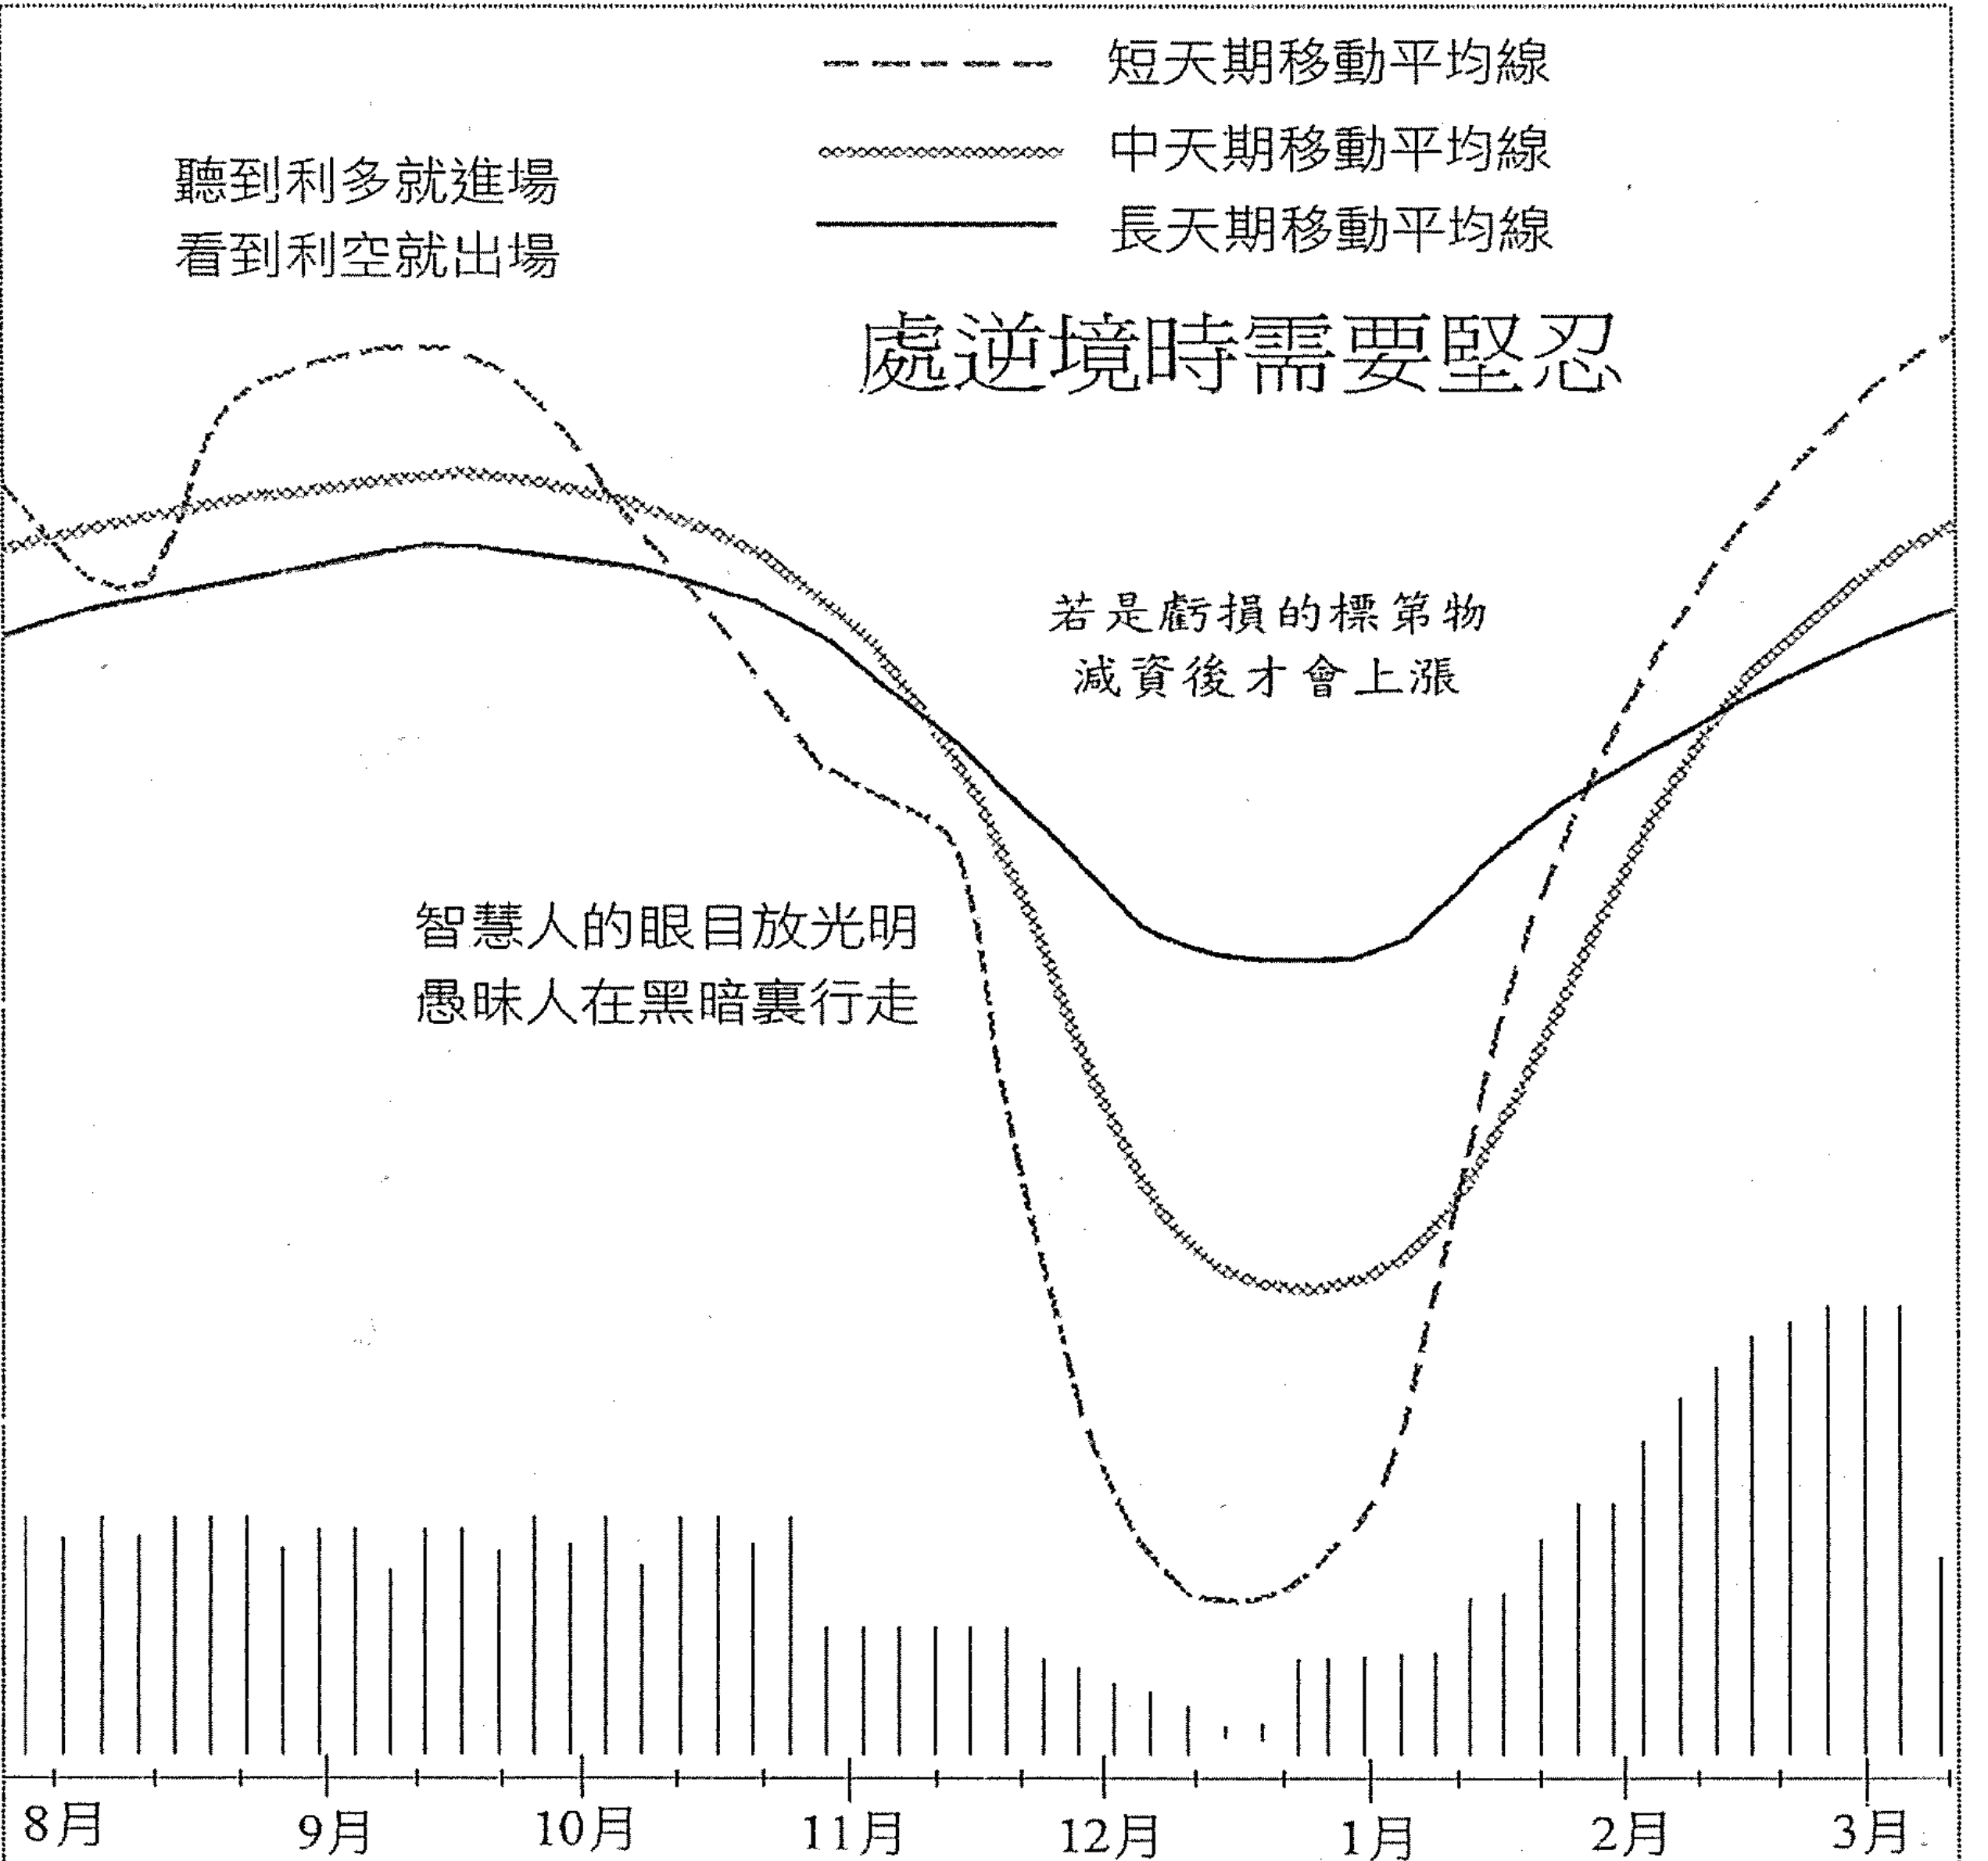 短天期移動平均線
中天期移動平均線
長天期移動平均線
聽到利多就進場
看到利空就出場
處逆境時需要堅忍
若是虧損的標第物
減資後才會上漲
智慧人的眼目放光明
愚昧人在黑暗裏行走
8月 9月 10月 11月 12月 1月 2月 3月